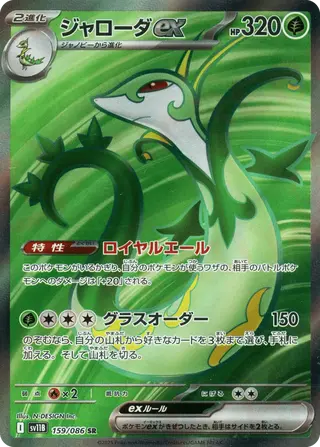 2進化
ジャローダex
HP320
ジャノビーから進化
特性 ロイヤルエール
このポケモンがいるかぎり、自分のポケモンが使うワザの、相手のバトルポケ
モンへのダメージは「+20」される。
グラスオーダー 150
のぞむなら、自分の山札から好きなカードを3枚まで選び、手札に
加える。そして山札を切る。
弱点 ×2 抵抗力 にげる
Illus. N-DESIGN Inc.
I sv11B 159/086 SR
exルール
ポケモンexがきぜつしたとき、相手はサイドを2枚とる。